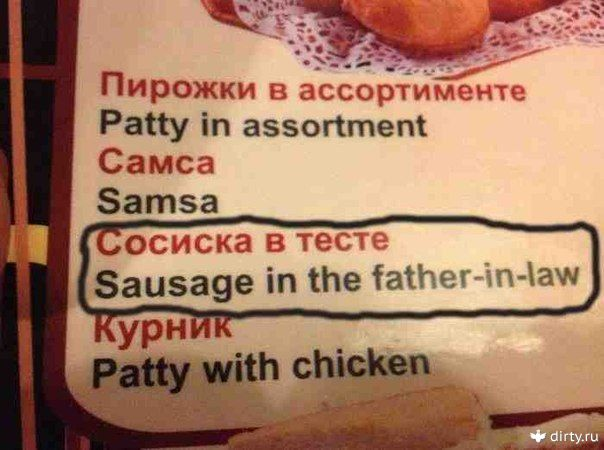 Пирожки в ассортименте
Patty in assortment
Самса
Samsa
Сосиска в тесте
Sausage in the father-in-law
Курник
Patty with chicken
dirty.ru